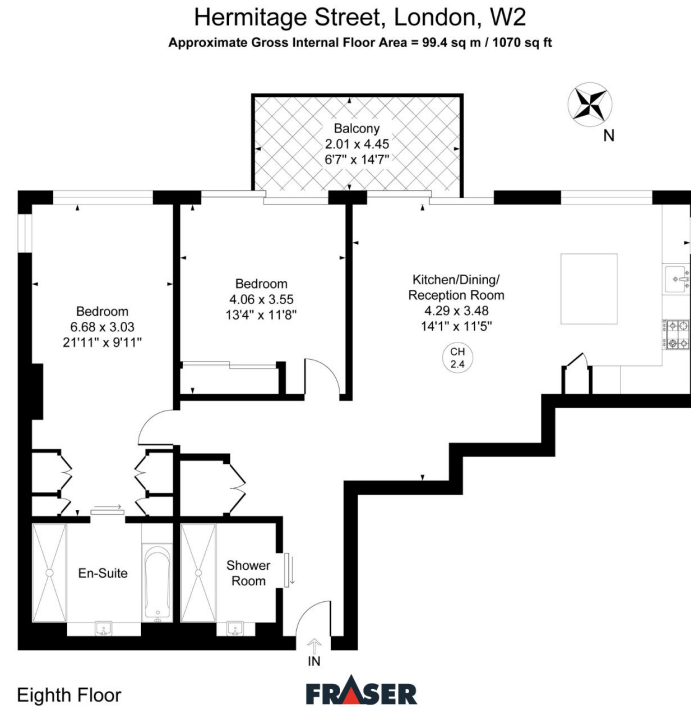 Hermitage Street, London, W2
Approximate Gross Internal Floor Area = 99.4 sq m / 1070 sq ft
Balcony
2.01 x 4.45
6'7" x 14'7"
N
Bedroom
6.68 x 3.03
21'11" x 9'11"
Bedroom
4.06 x 3.55
13'4" x 11'8"
Kitchen/Dining/
Reception Room
4.29 x 3.48
14'1" x 11'5"
CH
2.4
En-Suite
Shower
Room
IN
Eighth Floor
FRASER